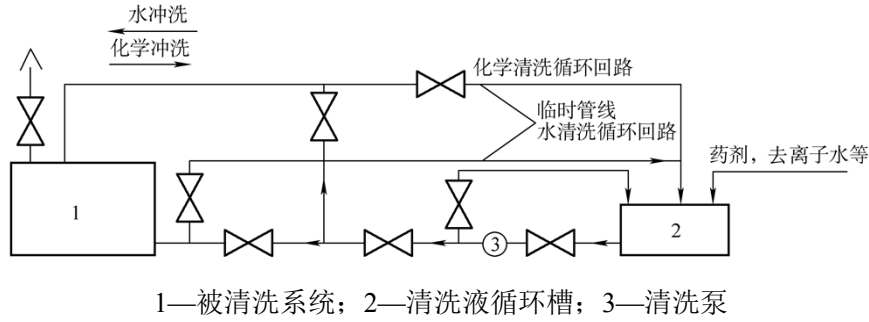 水冲洗
化学冲洗
化学清洗循环回路
临时管线
水清洗循环回路
药剂，去离子水等
1
2
3
1—被清洗系统；2—清洗液循环槽；3—清洗泵